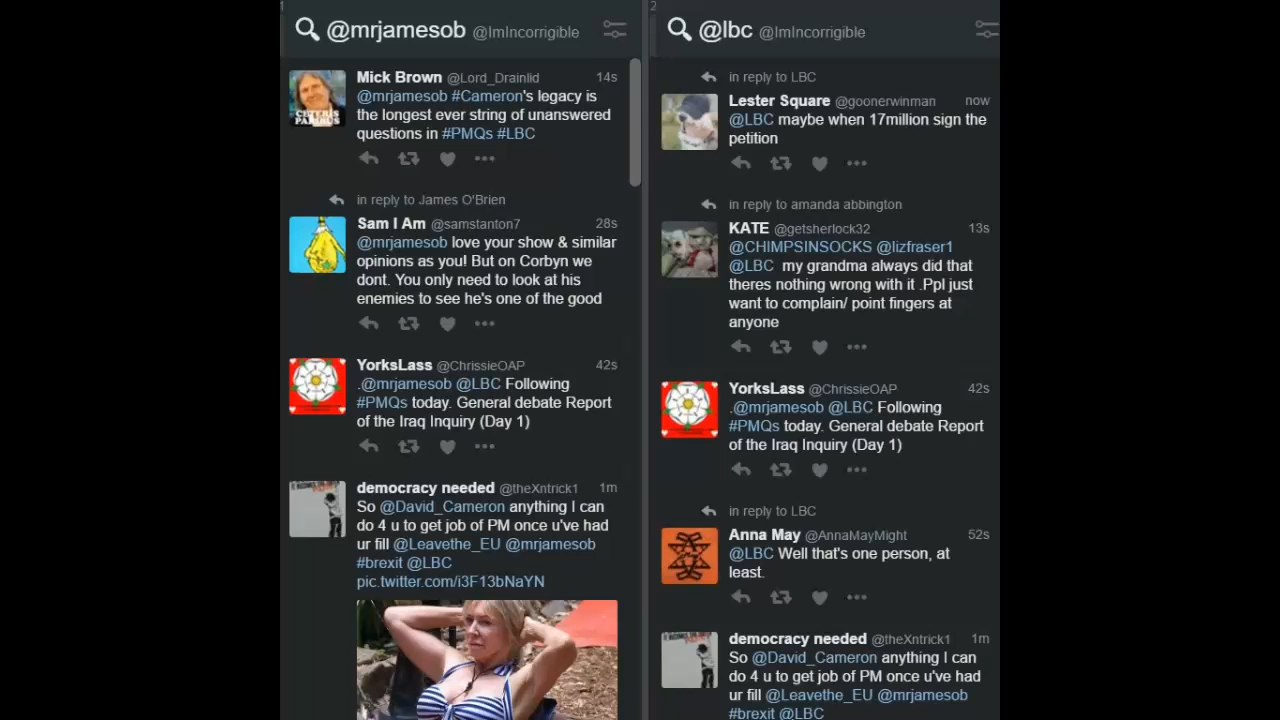 1
@mrjamesob @ImIncorrigible
Mick Brown @Lord_Drainlid 14s
@mrjamesob #Cameron's legacy is
the longest ever string of unanswered
questions in #PMQs #LBC
CETERIS
PARIBUS
in reply to James O'Brien
Sam I Am @samstanton7 28s
@mrjamesob love your show & similar
opinions as you! But on Corbyn we
dont. You only need to look at his
enemies to see he's one of the good
YorksLass @ChrissieOAP 42s
.@mrjamesob @LBC Following
#PMQs today. General debate Report
of the Iraq Inquiry (Day 1)
democracy needed @theXntrick1 1m
So @David_Cameron anything I can
do 4 u to get job of PM once u've had
ur fill @Leavethe_EU @mrjamesob
#brexit @LBC
pic.twitter.com/i3F13bNaYN
2
@lbc @ImIncorrigible
in reply to LBC
Lester Square @goonerwinman now
@LBC maybe when 17million sign the
petition
in reply to amanda abbington
KATE @getsherlock32 13s
@CHIMPSINSOCKS @lizfraser1
@LBC my grandma always did that
theres nothing wrong with it .Ppl just
want to complain/ point fingers at
anyone
YorksLass @ChrissieOAP 42s
.@mrjamesob @LBC Following
#PMQs today. General debate Report
of the Iraq Inquiry (Day 1)
in reply to LBC
Anna May @AnnaMayMight 52s
@LBC Well that's one person, at
least.
democracy needed @theXntrick1 1m
So @David_Cameron anything I can
do 4 u to get job of PM once u've had
ur fill @Leavethe_EU @mrjamesob
#brexit @LBC